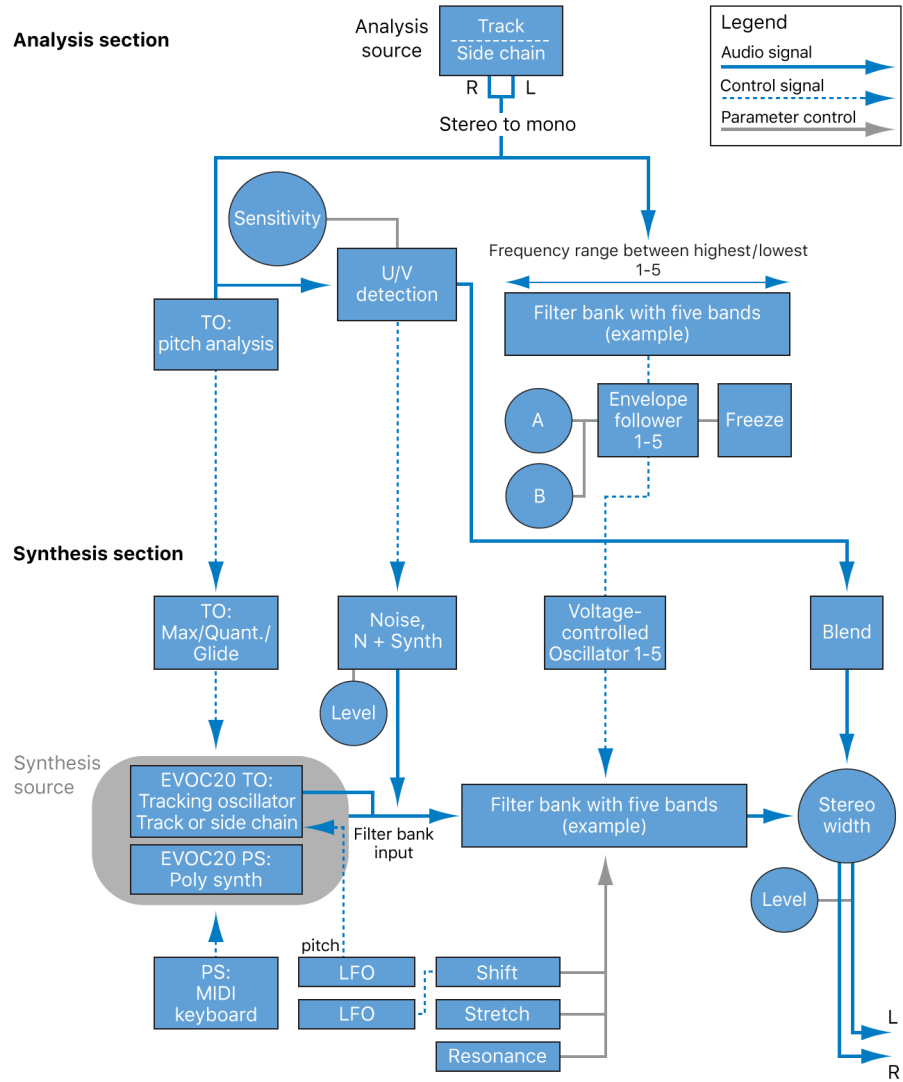 Analysis section
Analysis
source
Track
Side chain
R
L
Stereo to mono
Legend
Audio signal
Control signal
Parameter control
Sensitivity
U/V
detection
TO:
pitch analysis
Frequency range between highest/lowest
1-5
Filter bank with five bands
(example)
A
B
Envelope
follower
1-5
Freeze
Synthesis section
TO:
Max/Quant./
Glide
Noise,
N + Synth
Level
Voltage-
controlled
Oscillator 1-5
Blend
Synthesis
source
EVOC20 TO:
Tracking oscillator
Track or side chain
EVOC20 PS:
Poly synth
Filter bank
input
Filter bank with five bands
(example)
Stereo
width
Level
PS:
MIDI
keyboard
pitch
LFO
LFO
Shift
Stretch
Resonance
L
R